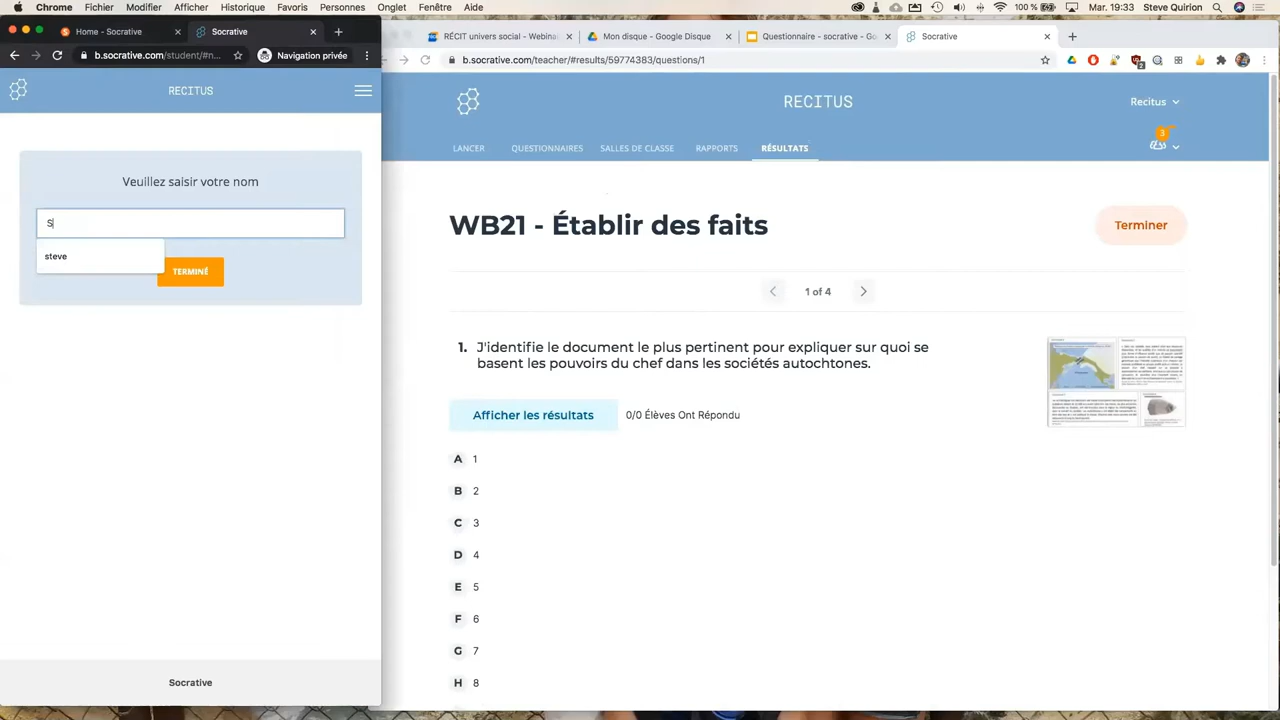 Chrome Fichier Modifier Afficher Historique Favoris Personnes Onglet Fenêtre Aide
100 % Mar. 19:33 Steve Quirion
Home - Socrative
Socrative
b.socrative.com/student/#n...
Navigation privée
RECITUS
Veuillez saisir votre nom
S
steve
TERMINÉ
Socrative
RÉCIT univers social - Webina
Mon disque - Google Disque
Questionnaire - socrative - Go
Socrative
b.socrative.com/teacher/#results/59774383/questions/1
2
RECITUS
Recitus
3
LANCER QUESTIONNAIRES SALLES DE CLASSE RAPPORTS RÉSULTATS
WB21 - Établir des faits
Terminer
1 of 4
1. J'identifie le document le plus pertinent pour expliquer sur quoi se
basent les pouvoirs du chef dans les sociétés autochtones.
Afficher les résultats 0/0 Élèves Ont Répondu
A 1
B 2
C 3
D 4
E 5
F 6
G 7
H 8